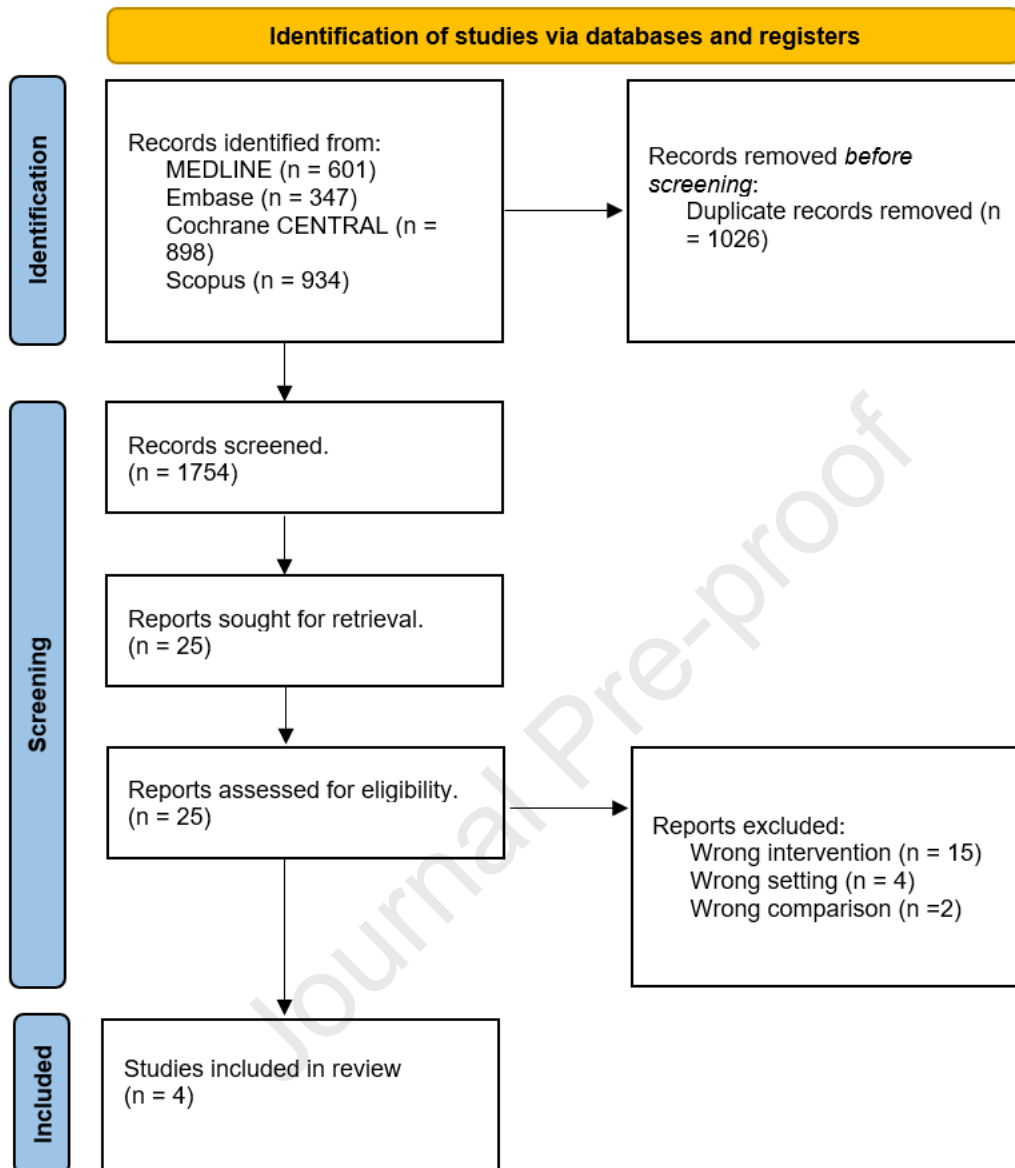 Identification of studies via databases and registers
Identification
Records identified from:
MEDLINE (n = 601)
Embase (n = 347)
Cochrane CENTRAL (n =
898)
Scopus (n = 934)
Records removed before
screening:
Duplicate records removed (n
= 1026)
Screening
Records screened.
(n = 1754)
Reports sought for retrieval.
(n = 25)
Reports assessed for eligibility.
(n = 25)
Reports excluded:
Wrong intervention (n = 15)
Wrong setting (n = 4)
Wrong comparison (n =2)
Included
Studies included in review
(n = 4)
Journal Pre-proof